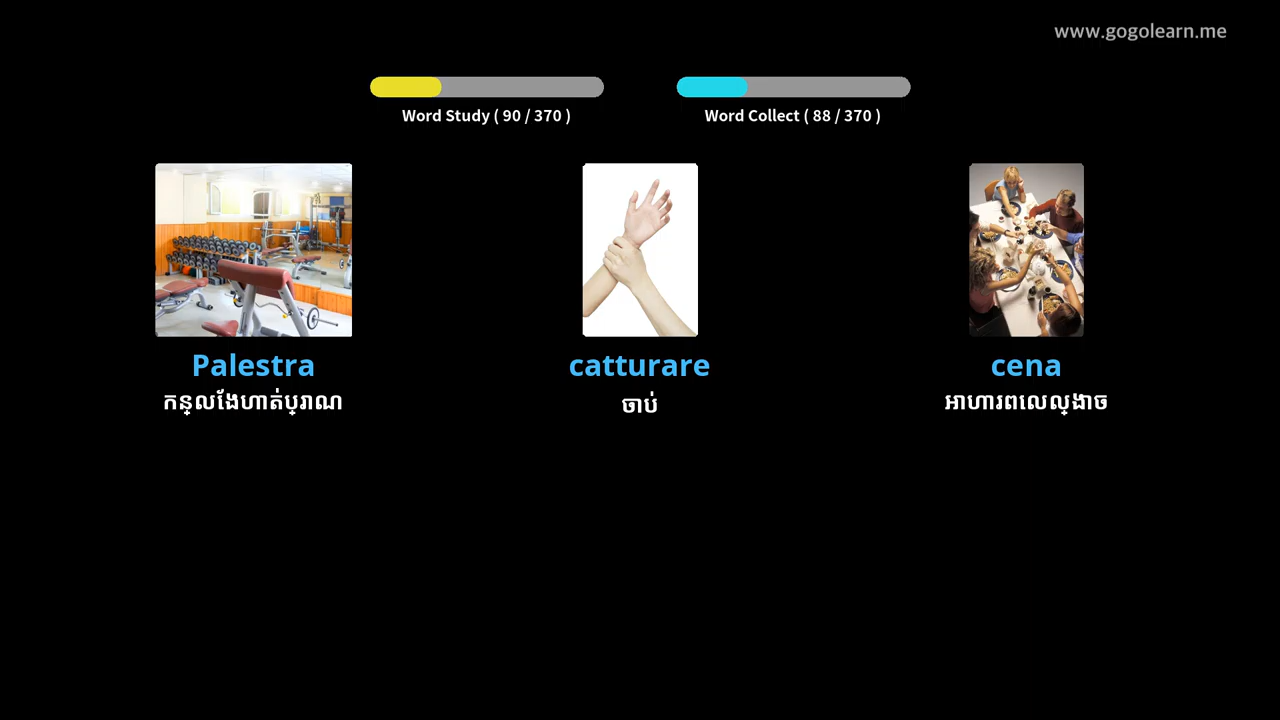 www.gogolearn.me
Word Study ( 90 / 370 )
Word Collect ( 88 / 370 )
Palestra
catturare
cena
កន្លែងហាត់ប្រាណ
ចាប់
អាហារពេលល្ងាច